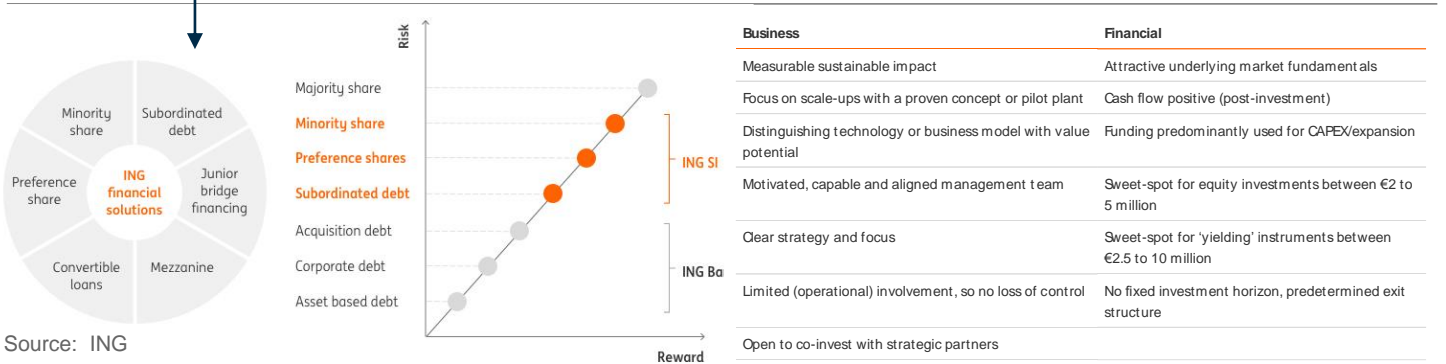 Minority
share
Subordinated
debt
Preference
share
ING
financial
solutions
Junior
bridge
financing
Convertible
loans
Mezzanine
Source: ING
Risk
Majority share
Minority share
Preference shares
Subordinated debt
Acquisition debt
Corporate debt
Asset based debt
ING SI
ING Ba
Reward
Business Financial
Measurable sustainable impact Attractive underlying market fundamentals
Focus on scale-ups with a proven concept or pilot plant Cash flow positive (post-investment)
Distinguishing technology or business model with value Funding predominantly used for CAPEX/expansion
potential
Motivated, capable and aligned management team Sweet-spot for equity investments between €2 to
5 million
Clear strategy and focus Sweet-spot for ‘yielding’ instruments between
€2.5 to 10 million
Limited (operational) involvement, so no loss of control No fixed investment horizon, predetermined exit
structure
Open to co-invest with strategic partners